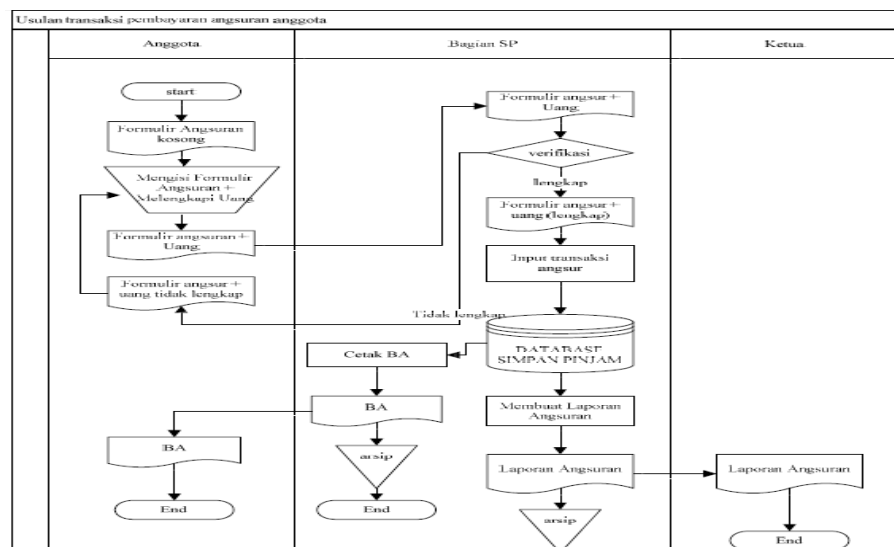 Usulan transaksi pembayaran angsuran anggota
Anggota
Bagian SP
Ketua
start
Formulir Angsuran
kosong
Mengisi Formulir
Angsuran +
Melengkapi Uang
Formulir angsuran +
Uang
Formulir angsur +
uang tidak lengkap
Formulir angsur +
Uang
verifikasi
lengkap
Formulir angsur +
uang (lengkap)
Input transaksi
angsur
Tidak lengkap
DATABASE
SIMPAN PINJAM
Cetak BA
BA
arsip
End
BA
End
Membuat Laporan
Angsuran
Laporan Angsuran
arsip
Laporan Angsuran
End